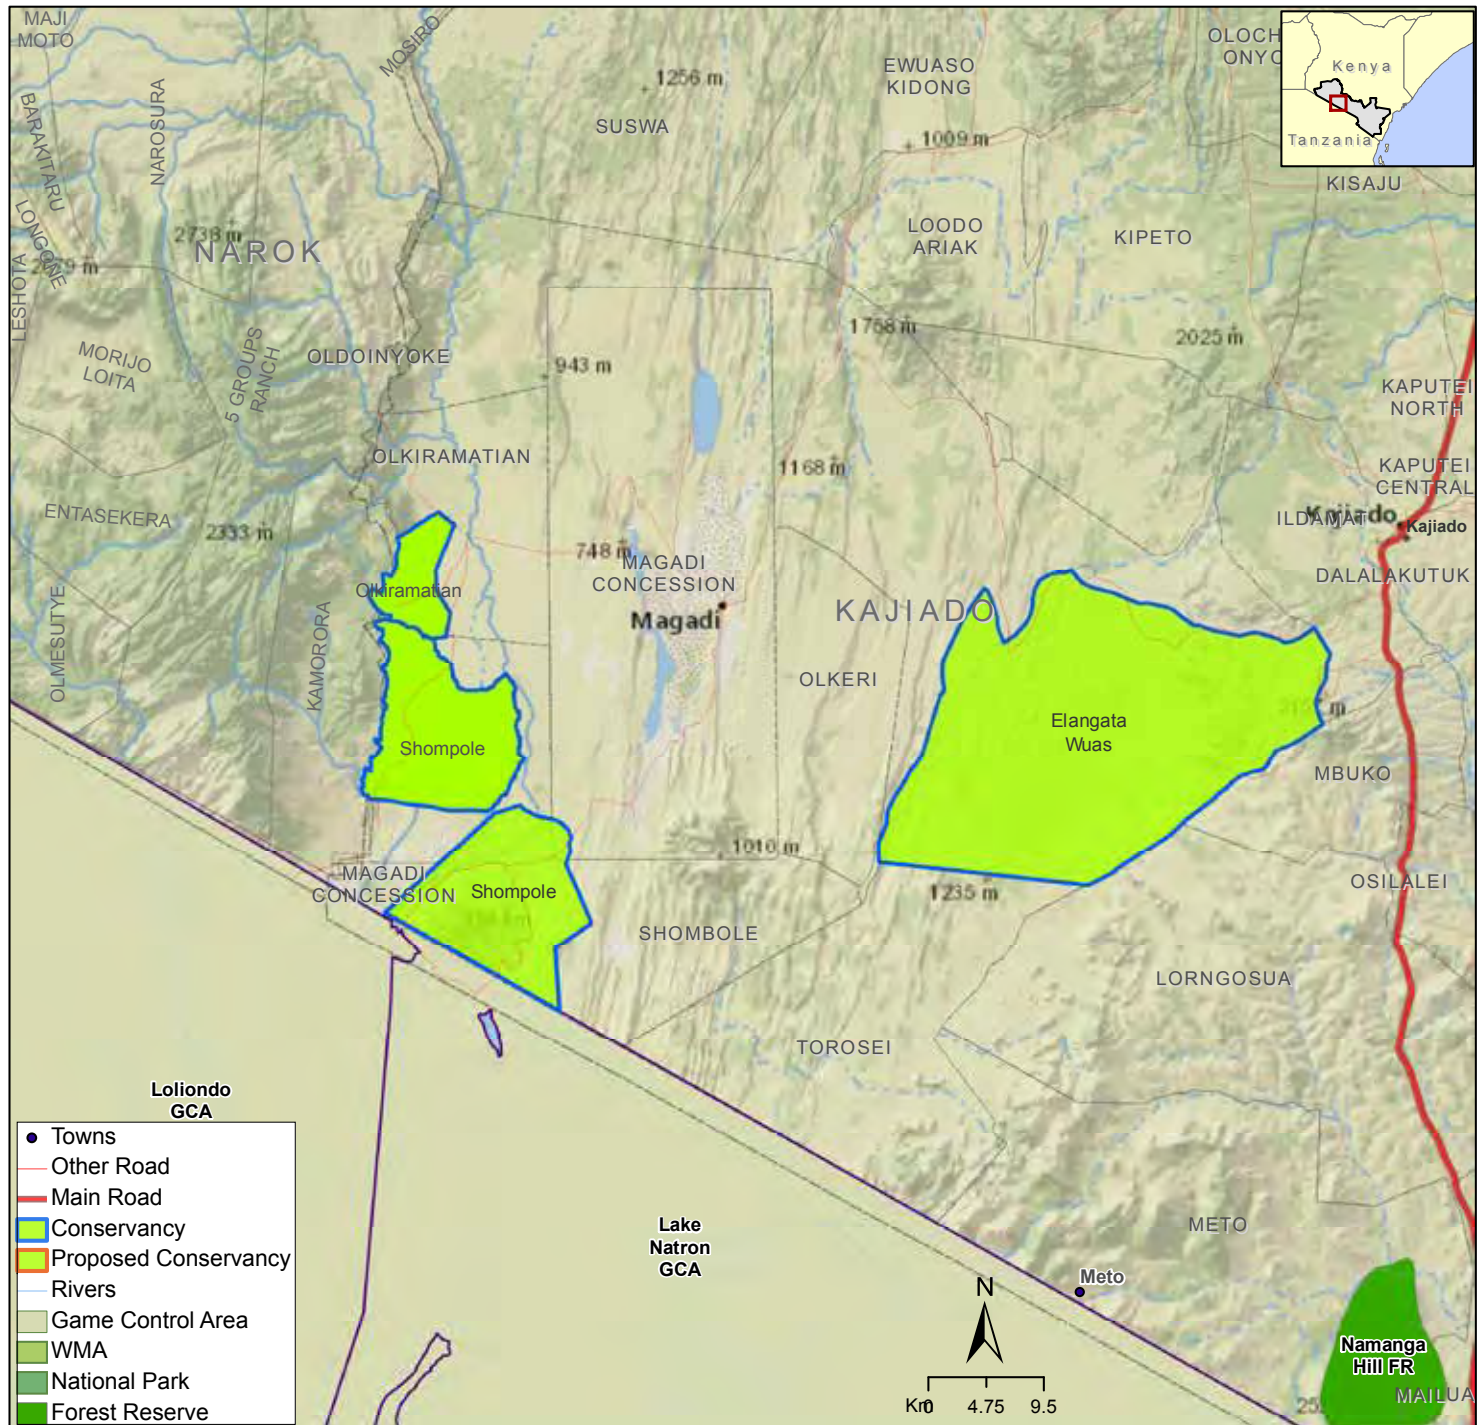 MAJI
MOTO
MOSIRO
1256 m
EWUASO
KIDONG
OLOCH
ONYO
Kenya
Tanzania
BARAKITARU
NAROSURA
SUSWA
1009 m
KISAJU
LONGONE
2738 m
NAROK
LOODO
ARIAK
KIPETO
LESHOTA
MORIJO
LOITA
5 GROUPS
RANCH
OLDOINYOKE
943 m
1758 m
2025 m
KAPUTEI
NORTH
OLKIRAMATIAN
1168 m
KAPUTEI
CENTRAL
ENTASEKERA
2333 m
ILDAMAT
Kajiado
Kajiado
748 m
MAGADI
CONCESSION
DALALAKUTUK
Olkiramatian
Magadi
KAJIADO
OLMESUTYE
KAMORORA
OLKERI
Shompole
Elangata
Wuas
MBUKO
1010 m
MAGADI
CONCESSION
Shompole
1235 m
OSILALEI
SHOMBOLE
LORNGOSUA
TOROSEI
Loliondo
GCA
Towns
Other Road
Main Road
Conservancy
Proposed Conservancy
Rivers
Game Control Area
WMA
National Park
Forest Reserve
Lake
Natron
GCA
METO
Meto
N
Km
0 4.75 9.5
Namanga
Hill FR
MAILUA